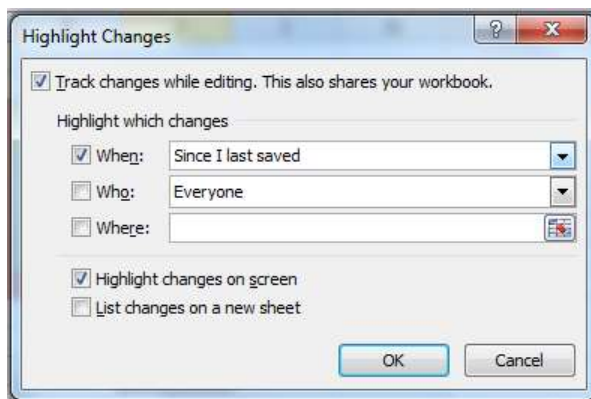 Highlight Changes
Track changes while editing. This also shares your workbook.
Highlight which changes
When: Since I last saved
Who: Everyone
Where:
Highlight changes on screen
List changes on a new sheet
OK Cancel